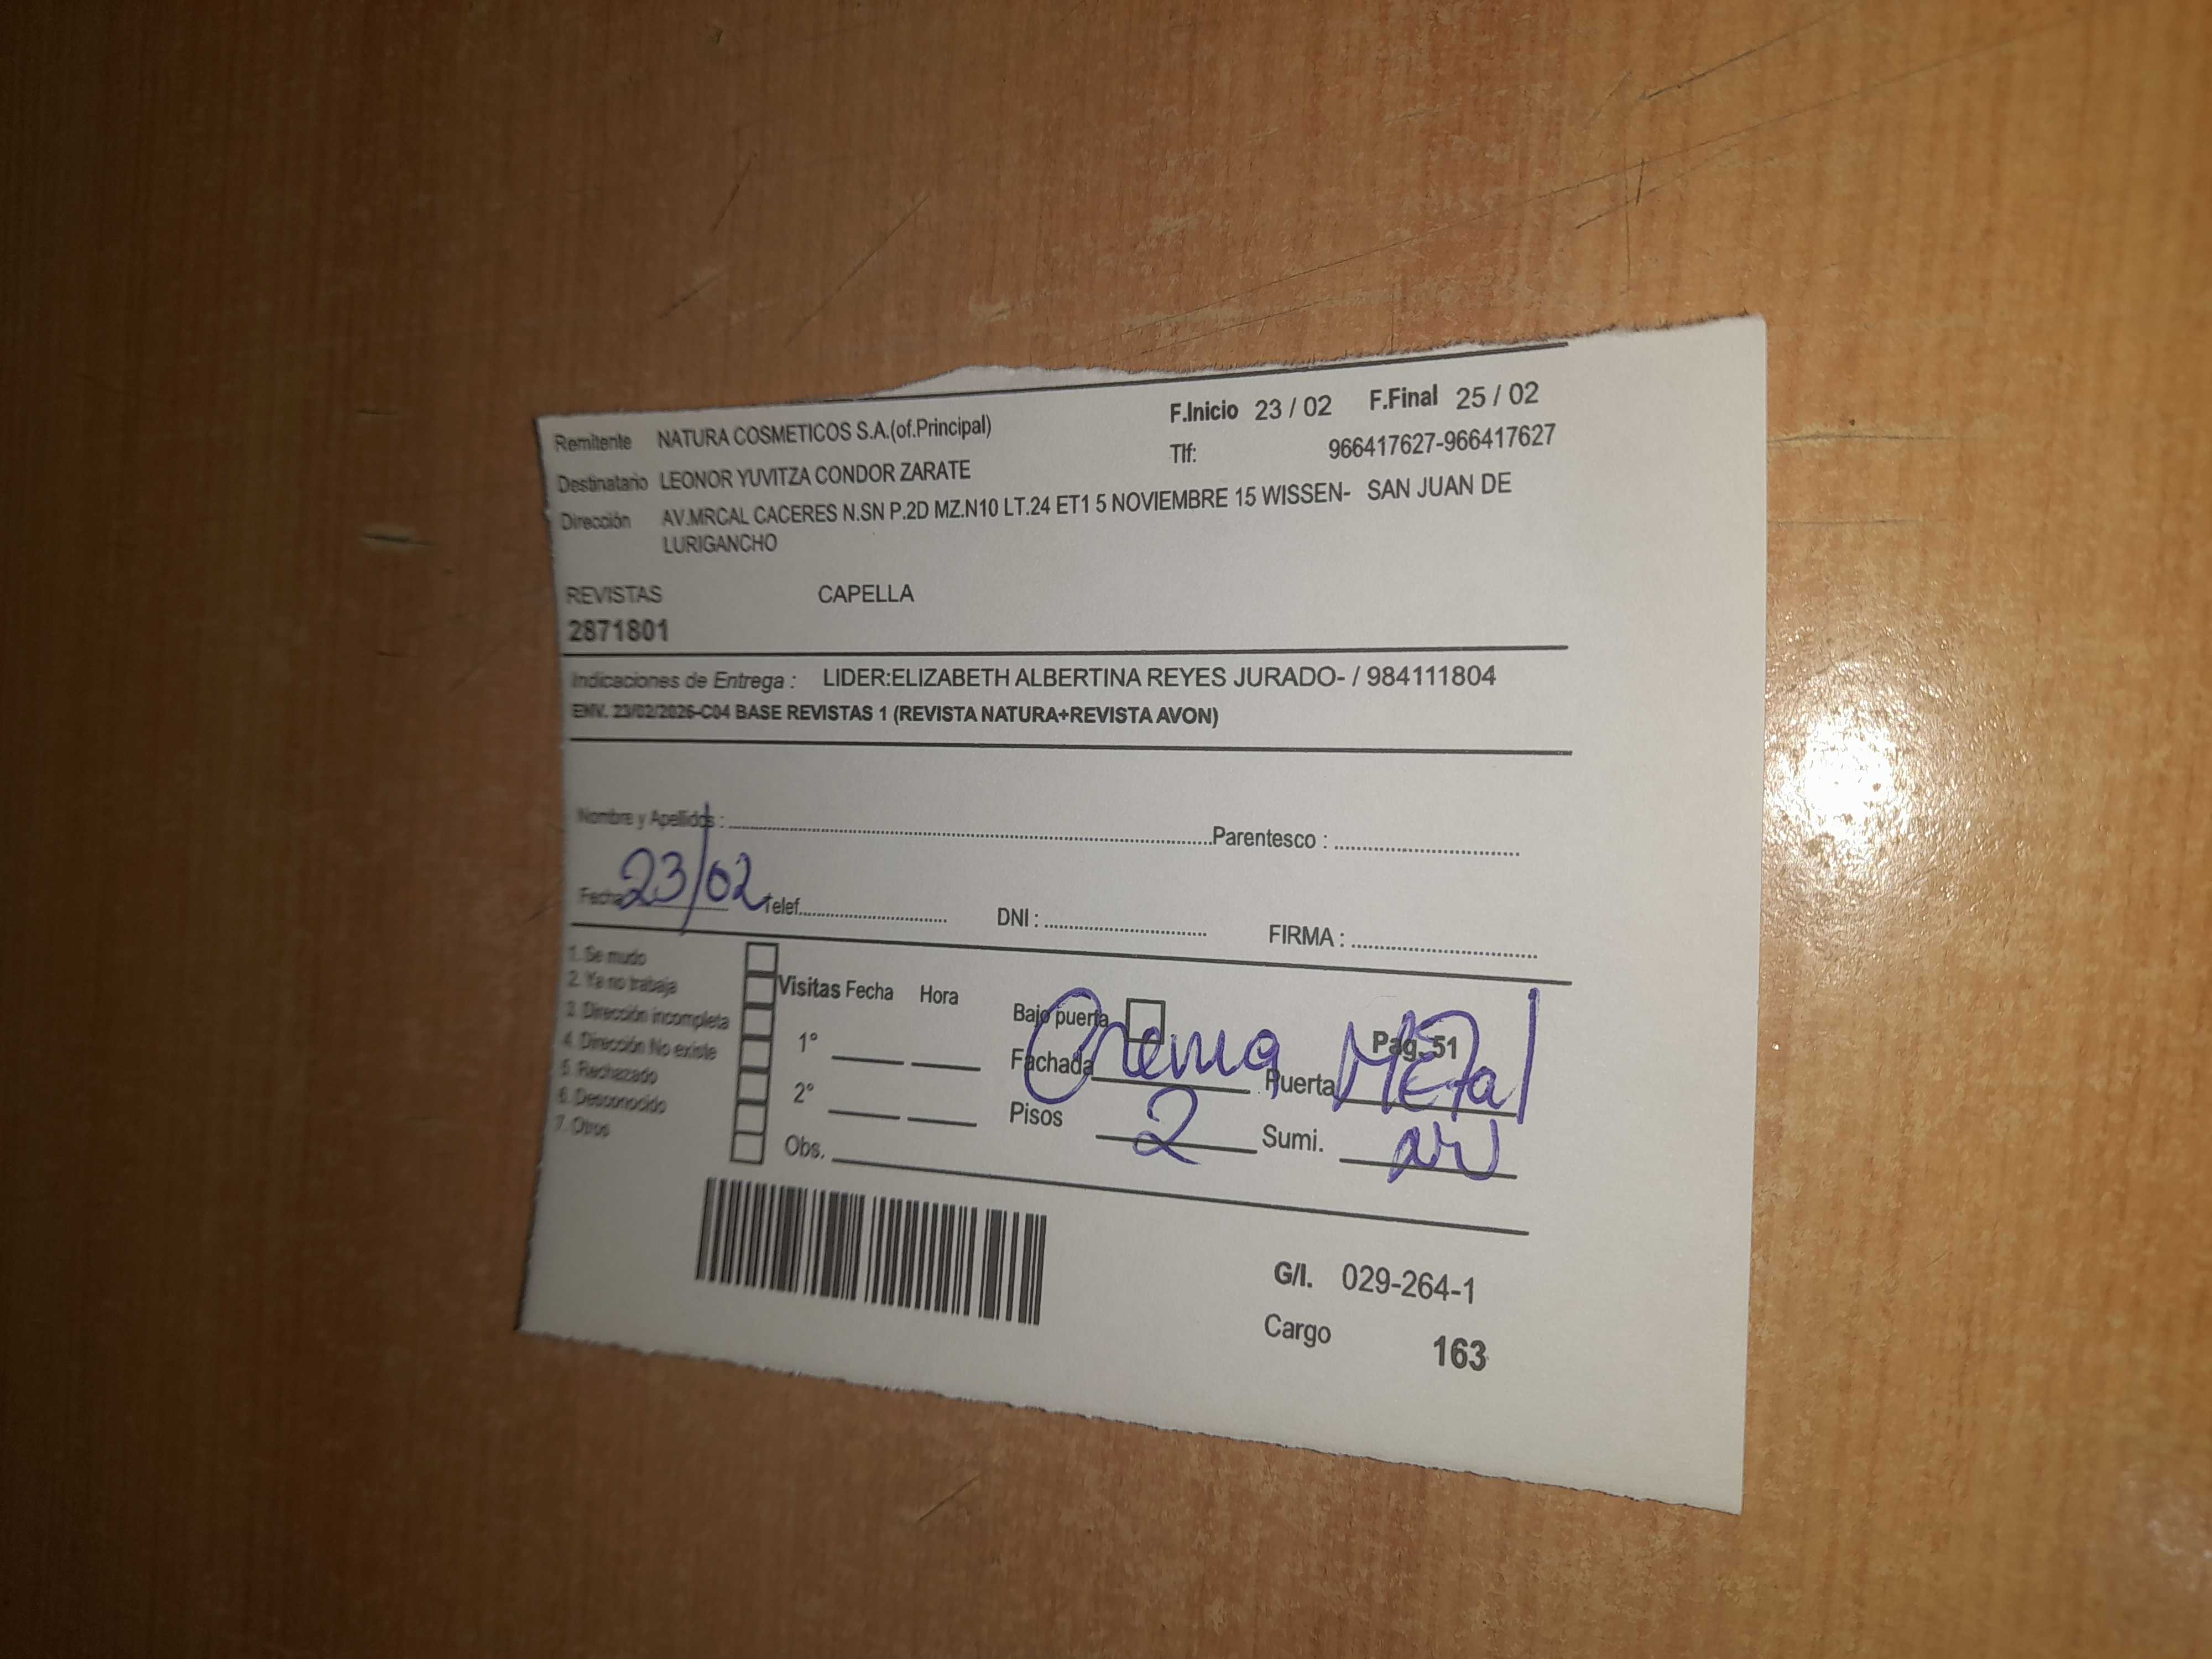 Remitente NATURA COSMETICOS S.A.(of.Principal) F.Inicio 23 / 02 F.Final 25 / 02
Tlf: 966417627-966417627
Destinatario LEONOR YUVITZA CONDOR ZARATE
Dirección AV.MRCAL CACERES N.SN P.2D MZ.N10 LT.24 ET1 5 NOVIEMBRE 15 WISSEN- SAN JUAN DE
LURIGANCHO
REVISTAS CAPELLA
2871801
Indicaciones de Entrega : LIDER:ELIZABETH ALBERTINA REYES JURADO- / 984111804
ENV. 23/02/2026-C04 BASE REVISTAS 1 (REVISTA NATURA+REVISTA AVON)
Nombre y Apellidos : Parentesco :
Fecha 23/02 Telef. DNI : FIRMA :
1. Se mudo
2. Ya no trabaja
3. Dirección incompleta
4. Dirección No existe
5. Rechazado
6. Desconocido
7. Otros
Visitas Fecha Hora
1°
2°
Obs.
Bajo puerta Pag. 51
Fachada Crema Puerta Metal
Pisos 2 Sumi.
G/I. 029-264-1
Cargo 163